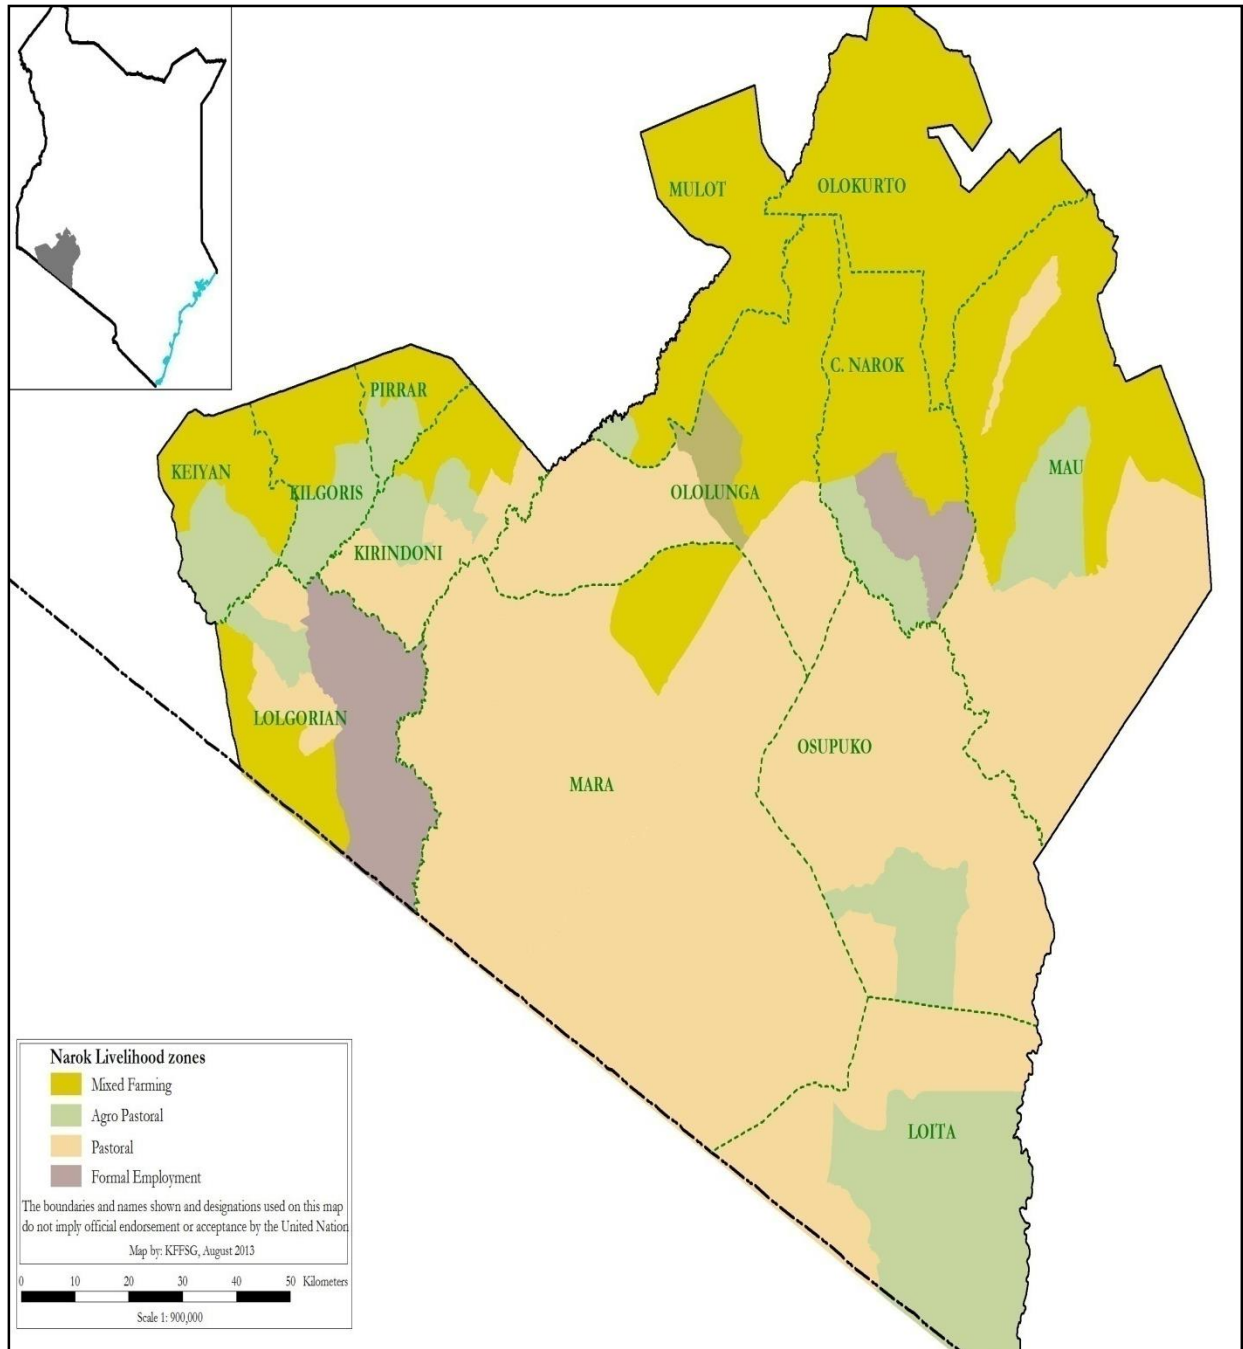 MULOT
OLOKURTO
C. NAROK
PIRRAR
KEIYAN
KILGORIS
OLOLUNGA
MAU
KIRINDONI
LOLGORIAN
OSUPUKO
MARA
LOITA
Narok Livelihood zones
Mixed Farming
Agro Pastoral
Pastoral
Formal Employment
The boundaries and names shown and designations used on this map
do not imply official endorsement or acceptance by the United Nation
Map by: KFFSG, August 2013
0 10 20 30 40 50 Kilometers
Scale 1: 900,000